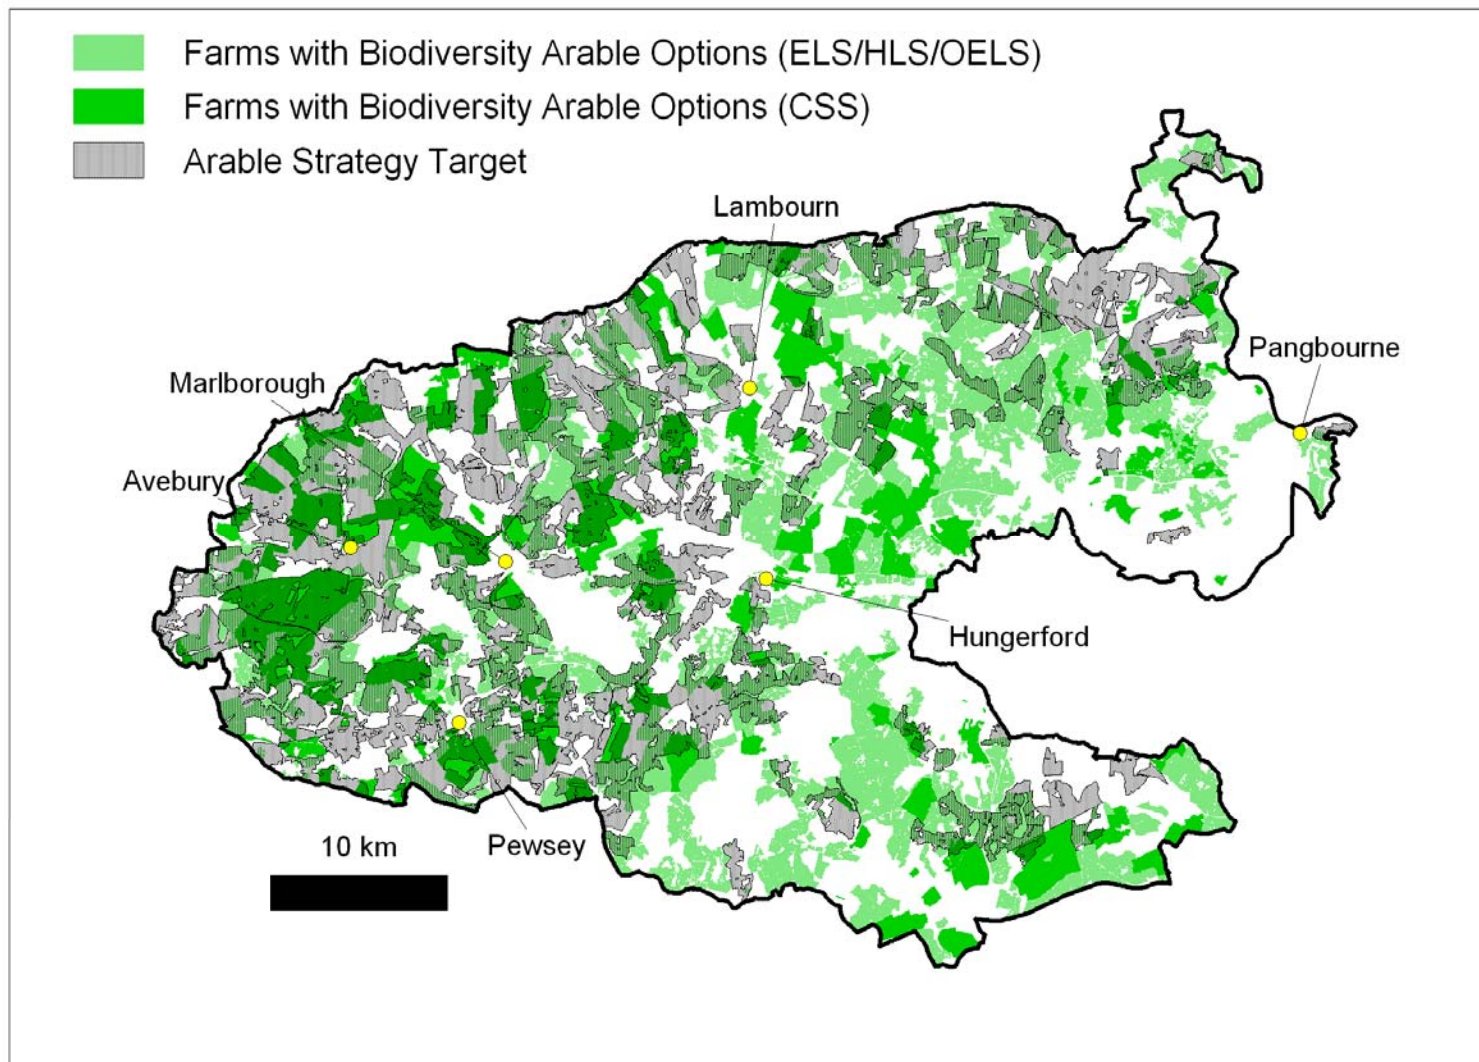 Farms with Biodiversity Arable Options (ELS/HLS/OELS)
Farms with Biodiversity Arable Options (CSS)
Arable Strategy Target
Lambourn
Pangbourne
Marlborough
Avebury
Hungerford
Pewsey
10 km